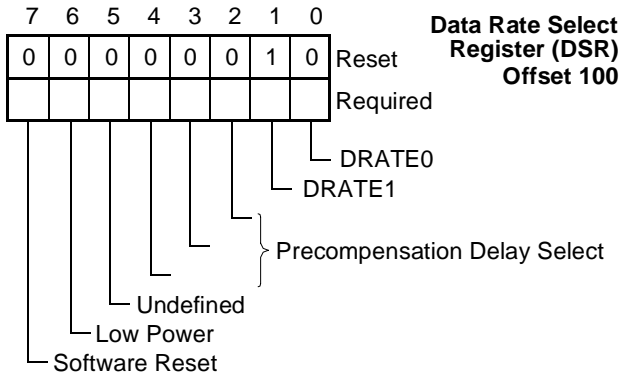 7 6 5 4 3 2 1 0
Data Rate Select
Register (DSR)
Offset 100
0 0 0 0 0 0 1 0 Reset
Required
DRATE0
DRATE1
Precompensation Delay Select
Undefined
Low Power
Software Reset